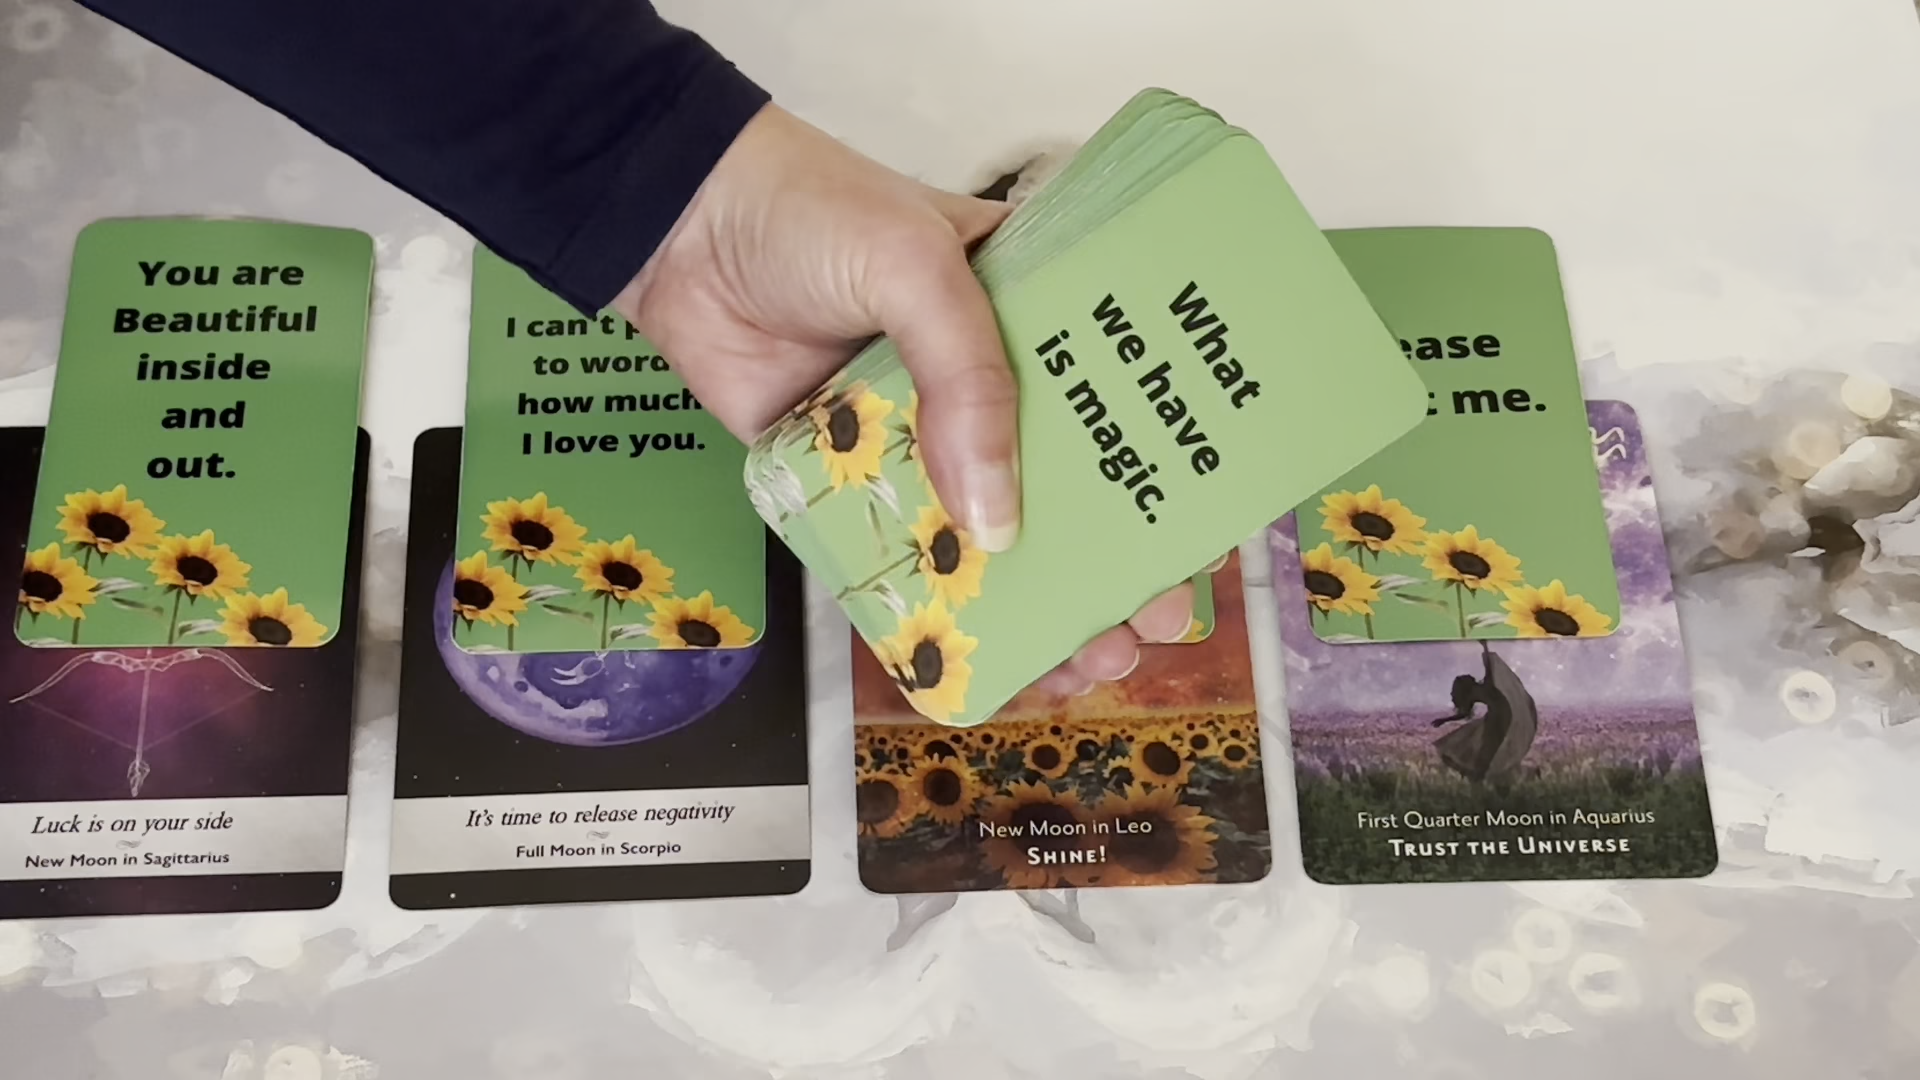 You are
Beautiful
inside
and
out.
I can't
to
how much
I love you.
What
we have
is magic.
me.
Luck is on your side
New Moon in Sagittarius
It's time to release negativity
Full Moon in Scorpio
New Moon in Leo
SHINE!
First Quarter Moon in Aquarius
TRUST THE UNIVERSE